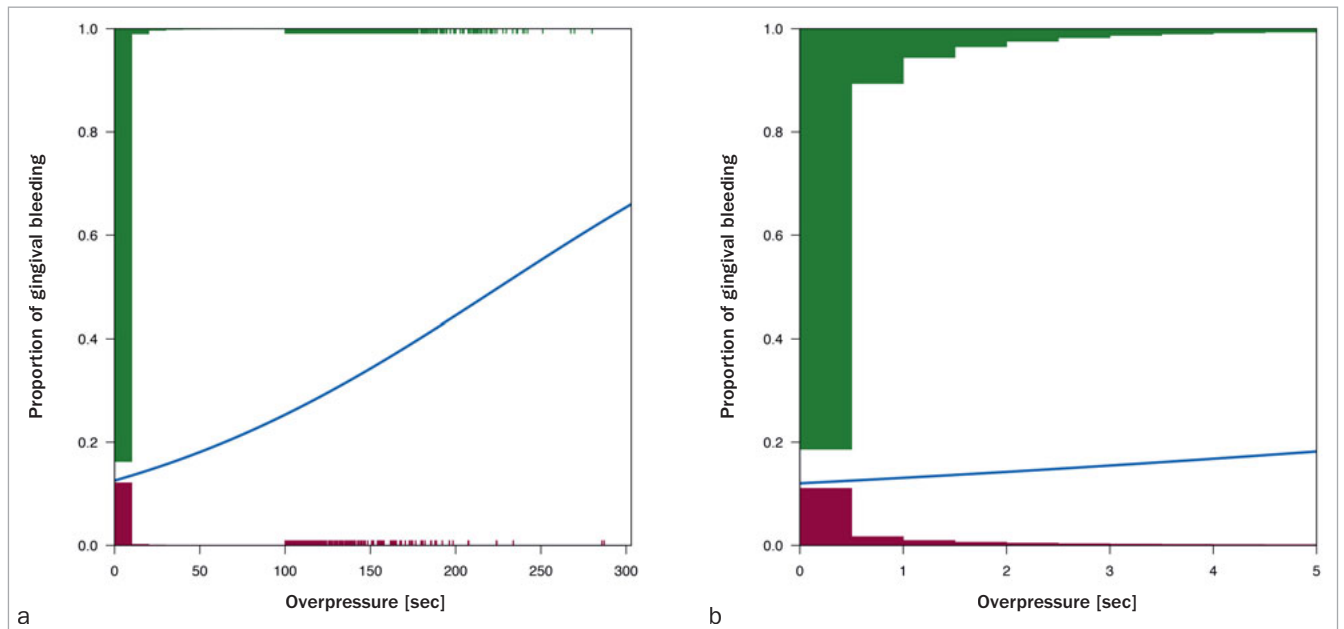 Proportion of gingival bleeding
1.0
0.8
0.6
0.4
0.2
0.0
0 50 100 150 200 250 300
Overpressure [sec]
a
Proportion of gingival bleeding
1.0
0.8
0.6
0.4
0.2
0.0
0 1 2 3 4 5
Overpressure [sec]
b